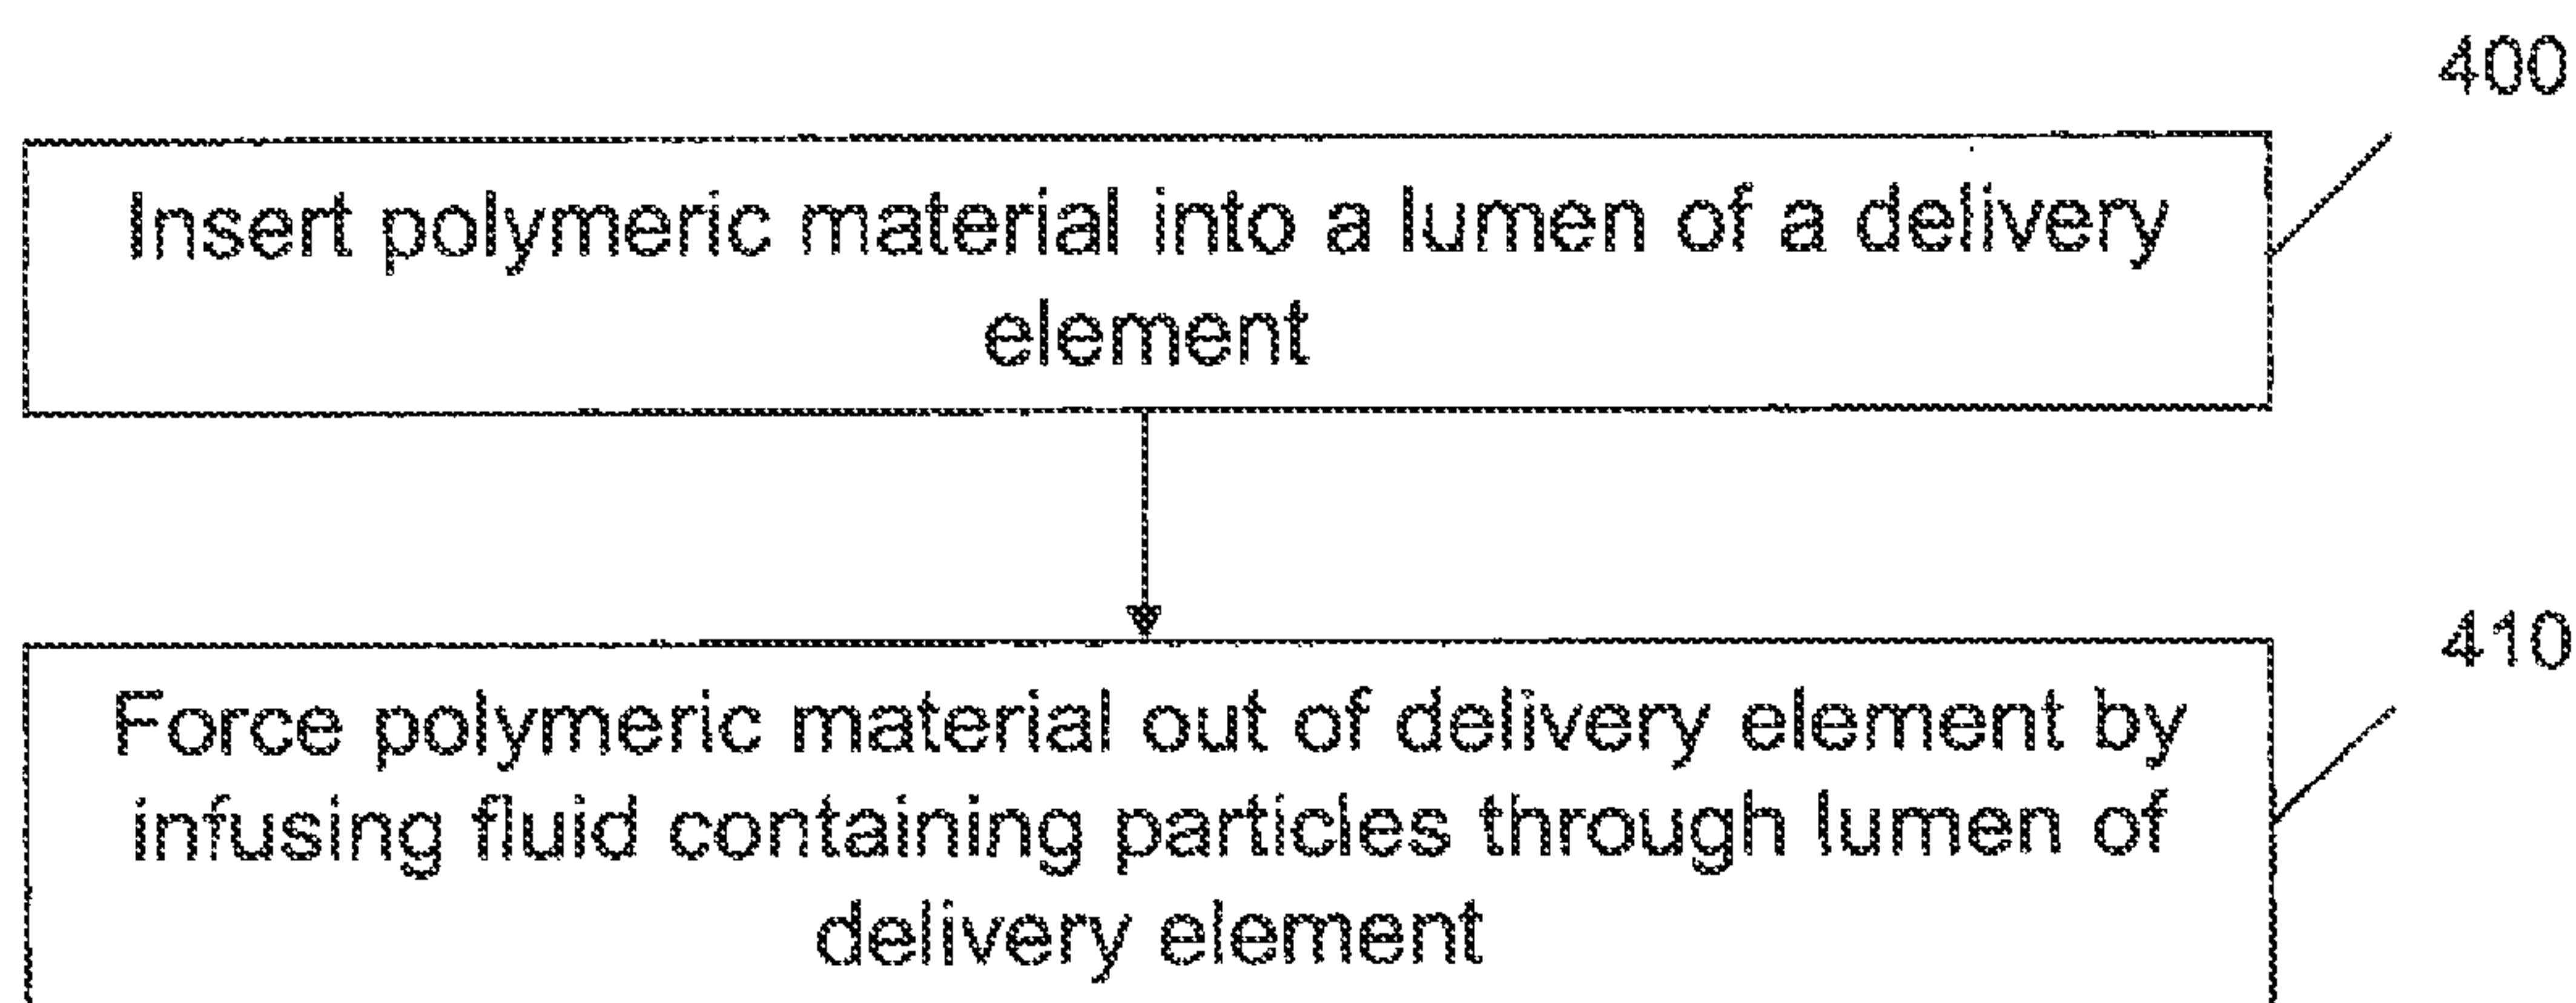 400
Insert polymeric material into a lumen of a delivery
element
410
Force polymeric material out of delivery element by
infusing fluid containing particles through lumen of
delivery element